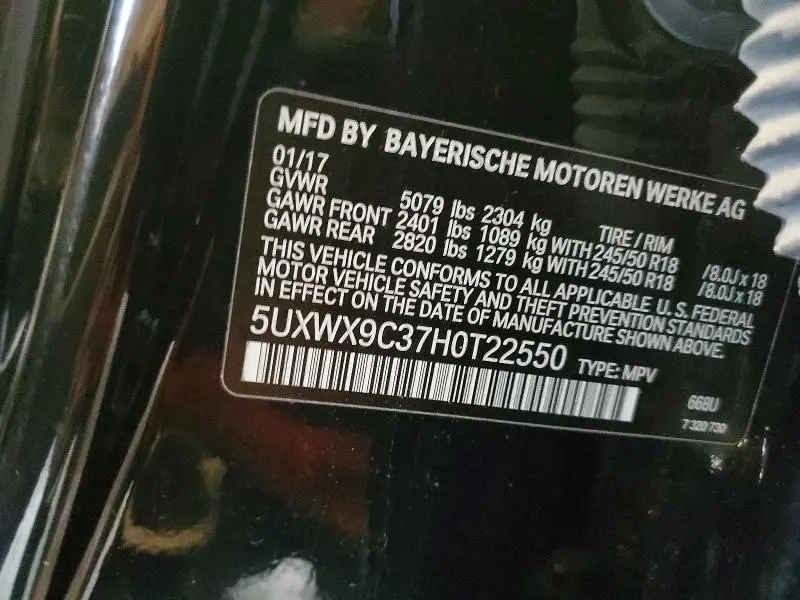 MFD BY BAYERISCHE MOTOREN WERKE AG
01/17
GVWR 5079 lbs 2304 kg TIRE / RIM
GAWR FRONT 2401 lbs 1089 kg WITH 245/50 R18 /8.0J x 18
GAWR REAR 2820 lbs 1279 kg WITH 245/50 R18 /8.0J x 18
THIS VEHICLE CONFORMS TO ALL APPLICABLE U. S. FEDERAL
MOTOR VEHICLE SAFETY AND THEFT PREVENTION STANDARDS
IN EFFECT ON THE DATE OF MANUFACTURE SHOWN ABOVE.
5UXWX9C37H0T22550 TYPE: MPV
668U
7 320 730